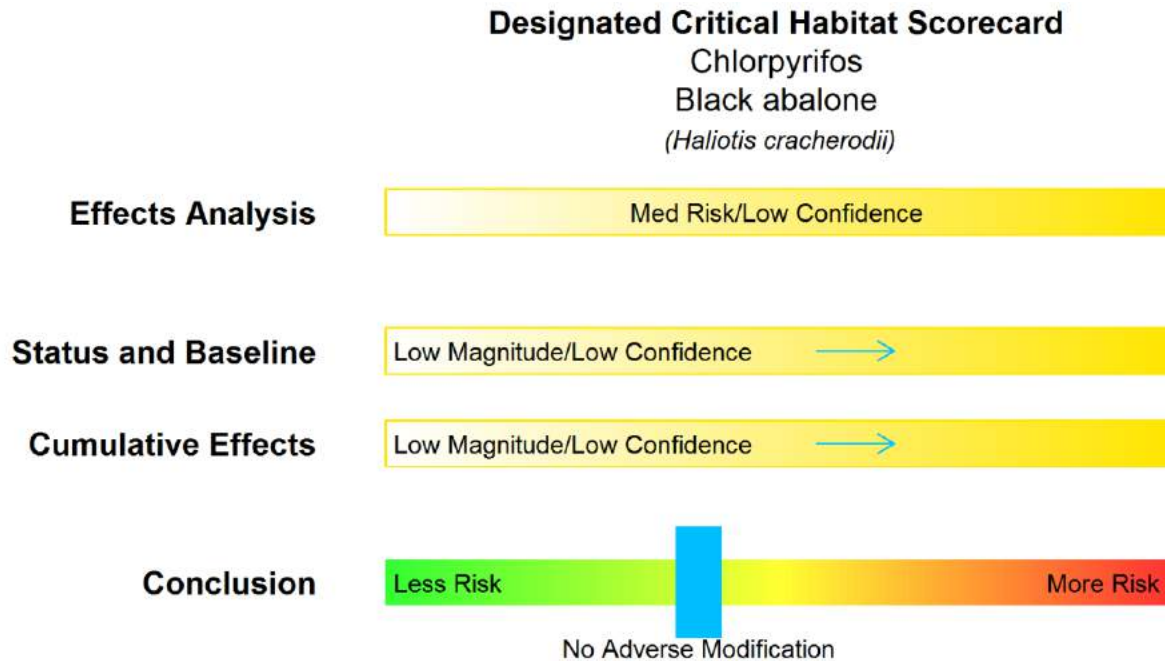 Designated Critical Habitat Scorecard
Chlorpyrifos
Black abalone
(Haliotis cracherodii)
Effects Analysis
Med Risk/Low Confidence
Status and Baseline
Low Magnitude/Low Confidence
Cumulative Effects
Low Magnitude/Low Confidence
Conclusion
Less Risk
More Risk
No Adverse Modification